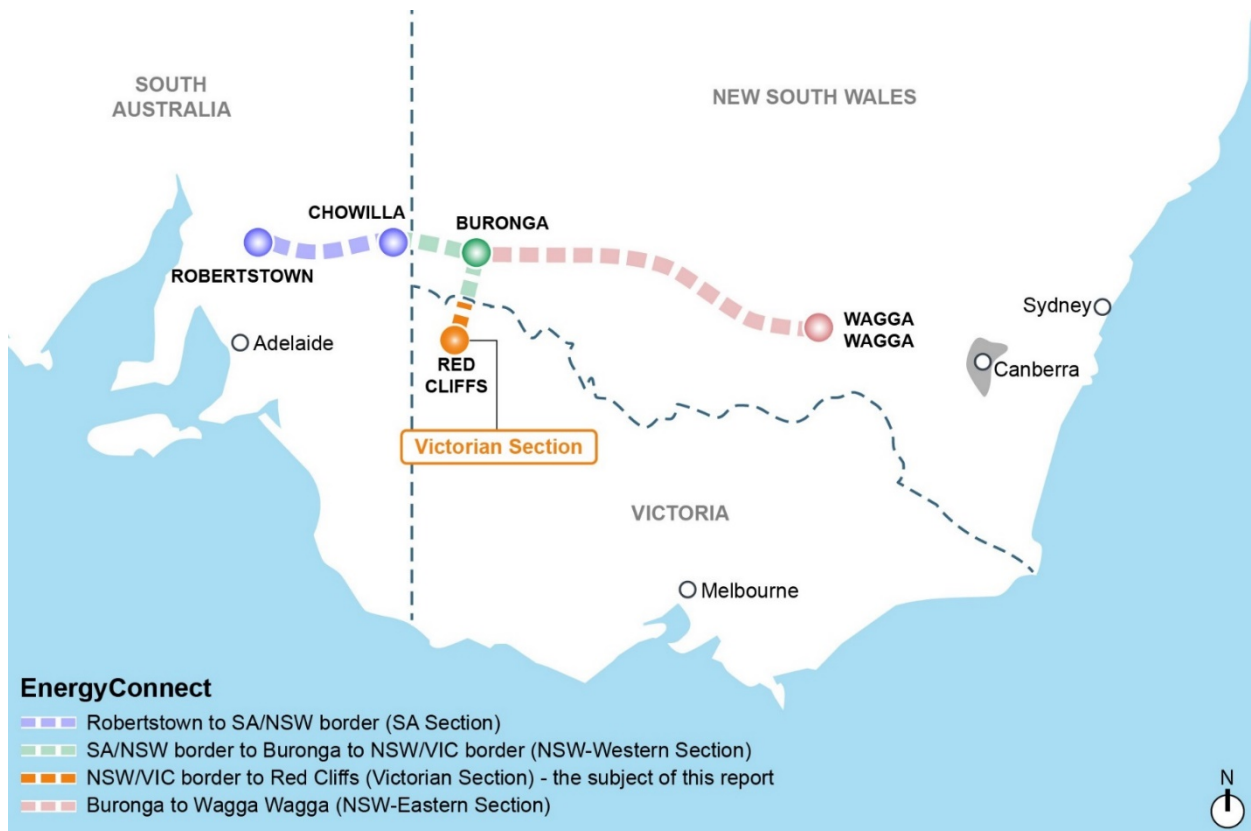 SOUTH
AUSTRALIA
NEW SOUTH WALES
CHOWILLA
BURONGA
ROBERTSTOWN
Sydney
WAGGA
WAGGA
Adelaide
RED
CLIFFS
Canberra
Victorian Section
VICTORIA
Melbourne
EnergyConnect
Robertstown to SA/NSW border (SA Section)
SA/NSW border to Buronga to NSW/VIC border (NSW-Western Section)
NSW/VIC border to Red Cliffs (Victorian Section) - the subject of this report
Buronga to Wagga Wagga (NSW-Eastern Section)
N